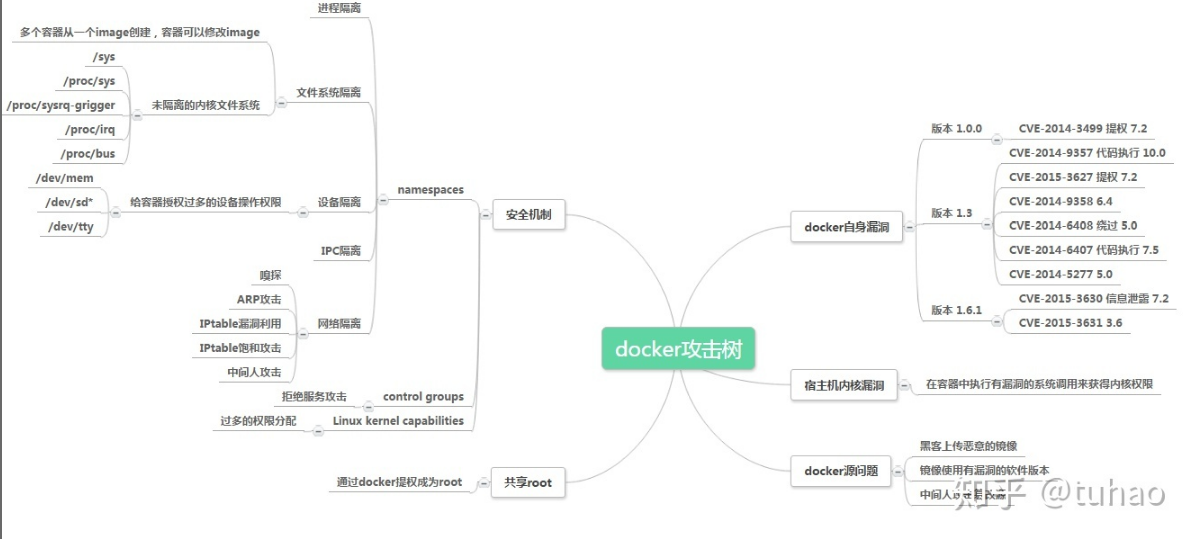 进程隔离
多个容器从一个image创建，容器可以修改image
/sys
/proc/sys
文件系统隔离
/proc/sysrq-grigger
未隔离的内核文件系统
/proc/irq
/proc/bus
/dev/mem
/dev/sd*
给容器授权过多的设备操作权限
设备隔离
/dev/tty
IPC隔离
嗅探
ARP攻击
IPtable漏洞利用
网络隔离
IPtable饱和攻击
中间人攻击
namespaces
拒绝服务攻击
control groups
过多的权限分配
Linux kernel capabilities
安全机制
通过docker提权成为root
共享root
docker攻击树
docker自身漏洞
版本 1.0.0
CVE-2014-3499 提权 7.2
版本 1.3
CVE-2014-9357 代码执行 10.0
CVE-2015-3627 提权 7.2
CVE-2014-9358 6.4
CVE-2014-6408 绕过 5.0
CVE-2014-6407 代码执行 7.5
CVE-2014-5277 5.0
版本 1.6.1
CVE-2015-3630 信息泄露 7.2
CVE-2015-3631 3.6
宿主机内核漏洞
在容器中执行有漏洞的系统调用来获得内核权限
docker源问题
黑客上传恶意的镜像
镜像使用有漏洞的软件版本
中间人
知乎 @tuhao